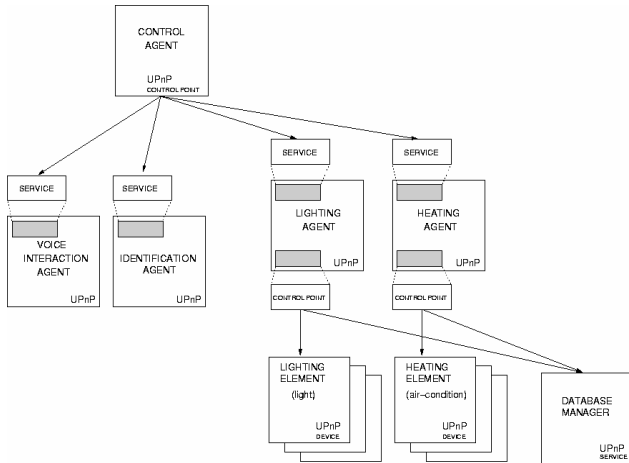 CONTROL
AGENT
UPnP
CONTROL POINT
SERVICE
SERVICE
SERVICE
SERVICE
VOICE
INTERACTION
AGENT
UPnP
IDENTIFICATION
AGENT
UPnP
LIGHTING
AGENT
UPnP
HEATING
AGENT
UPnP
CONTROL POINT
CONTROL POINT
LIGHTING
ELEMENT
(light)
UPnP
DEVICE
HEATING
ELEMENT
(air-condition)
UPnP
DEVICE
DATABASE
MANAGER
UPnP
SERVICE